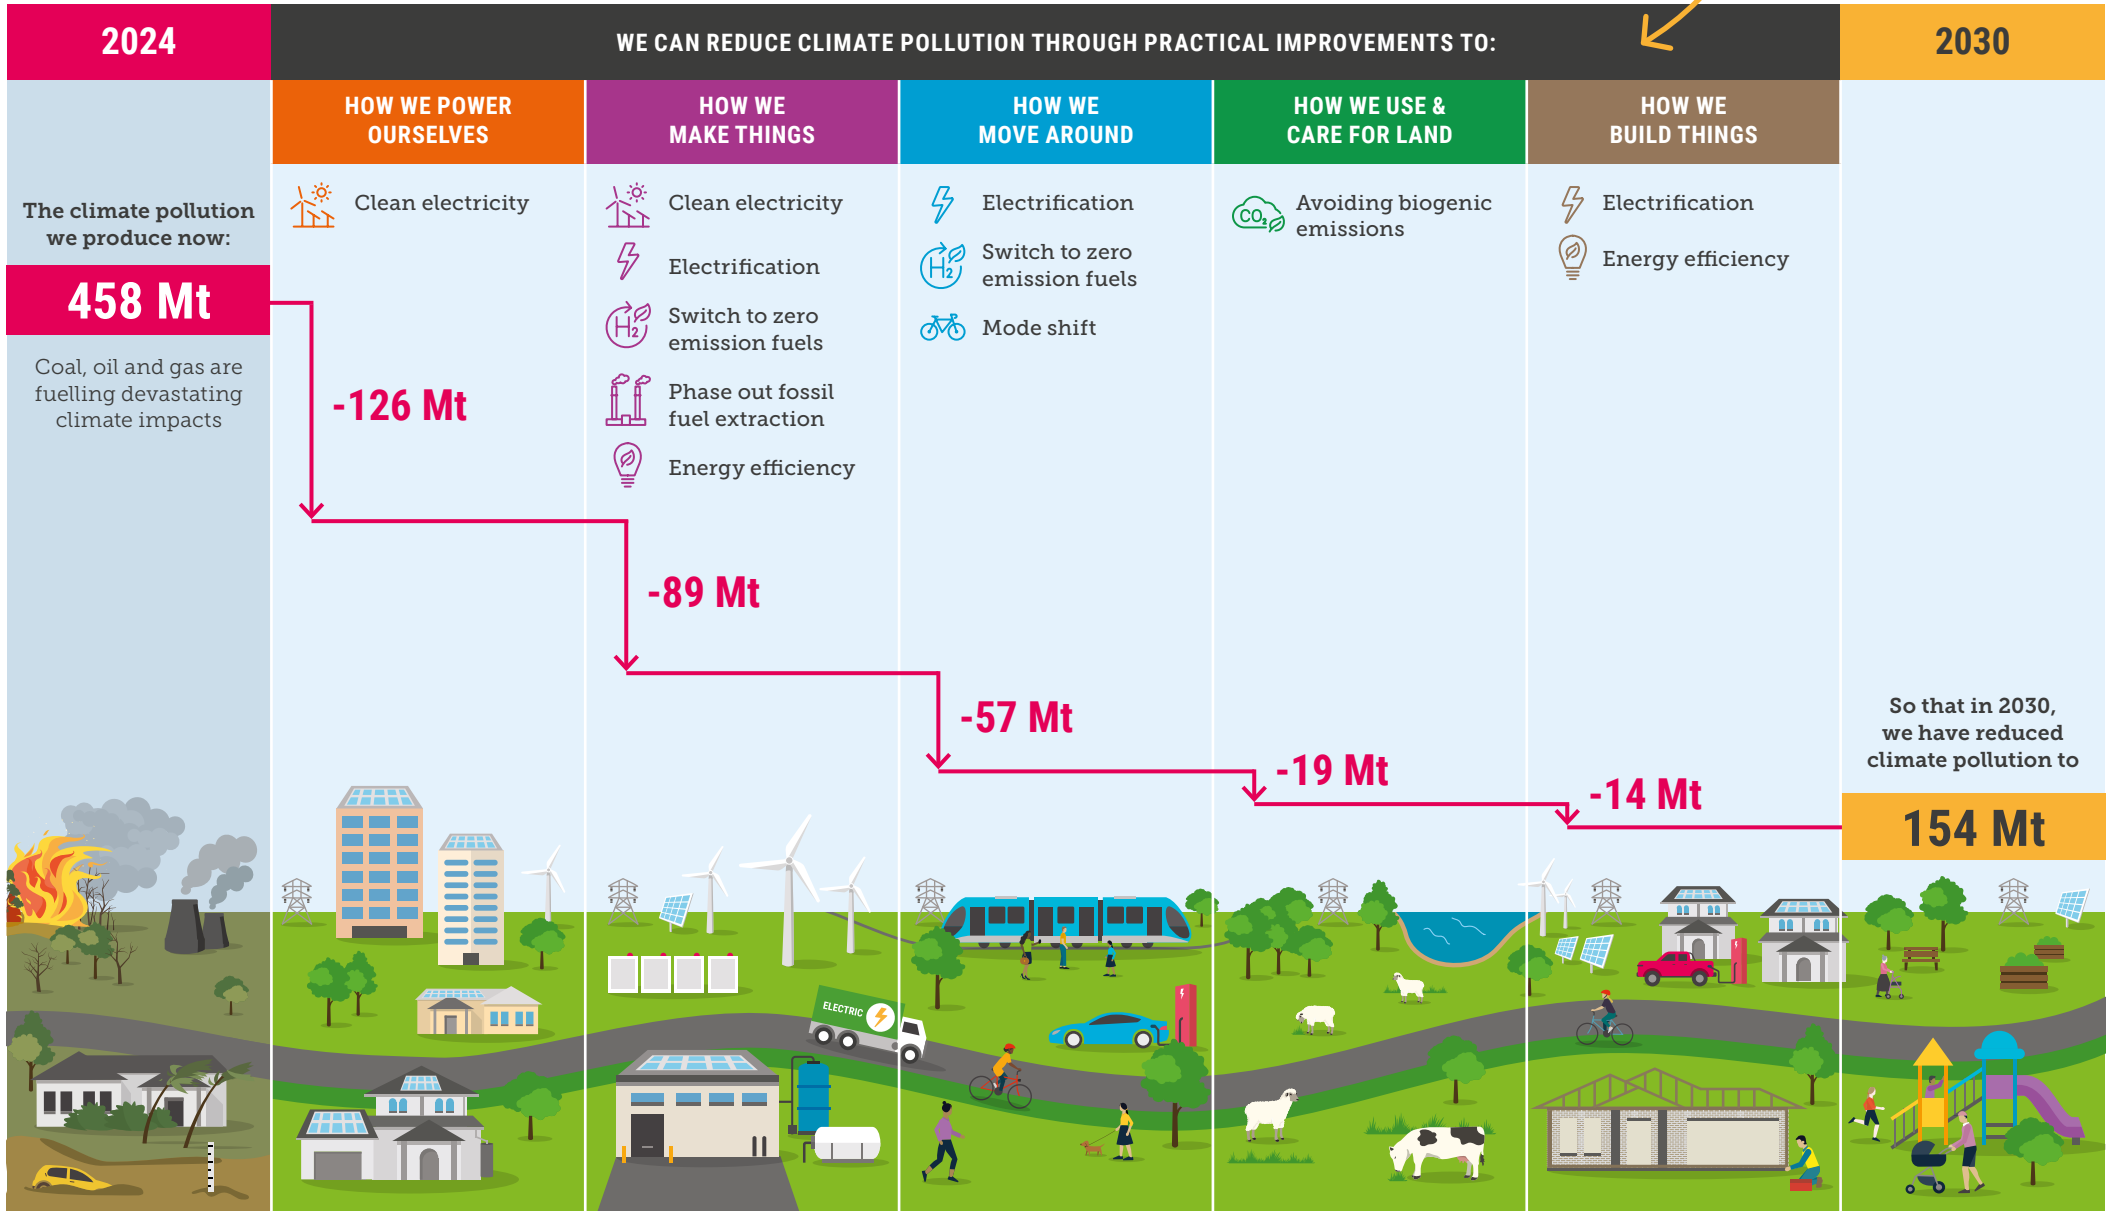 2024
WE CAN REDUCE CLIMATE POLLUTION THROUGH PRACTICAL IMPROVEMENTS TO:
2030
The climate pollution
we produce now:
458 Mt
Coal, oil and gas are
fuelling devastating
climate impacts
HOW WE POWER
OURSELVES
Clean electricity
-126 Mt
HOW WE
MAKE THINGS
Clean electricity
Electrification
H2
Switch to zero
emission fuels
Phase out fossil
fuel extraction
Energy efficiency
-89 Mt
ELECTRIC
HOW WE
MOVE AROUND
Electrification
H2
Switch to zero
emission fuels
Mode shift
-57 Mt
HOW WE USE &
CARE FOR LAND
CO2
Avoiding biogenic
emissions
-19 Mt
HOW WE
BUILD THINGS
Electrification
Energy efficiency
-14 Mt
So that in 2030,
we have reduced
climate pollution to
154 Mt